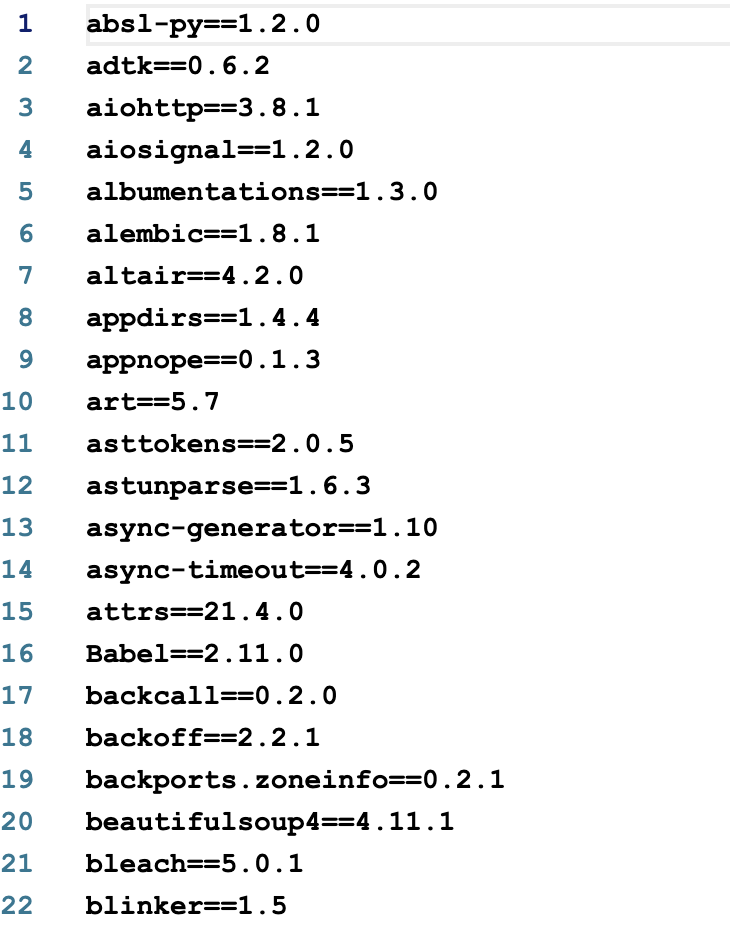 1 absl-py==1.2.0
2 adtk==0.6.2
3 aiohttp==3.8.1
4 aiosignal==1.2.0
5 albumentations==1.3.0
6 alembic==1.8.1
7 altair==4.2.0
8 appdirs==1.4.4
9 appnope==0.1.3
10 art==5.7
11 asttokens==2.0.5
12 astunparse==1.6.3
13 async-generator==1.10
14 async-timeout==4.0.2
15 attrs==21.4.0
16 Babel==2.11.0
17 backcall==0.2.0
18 backoff==2.2.1
19 backports.zoneinfo==0.2.1
20 beautifulsoup4==4.11.1
21 bleach==5.0.1
22 blinker==1.5